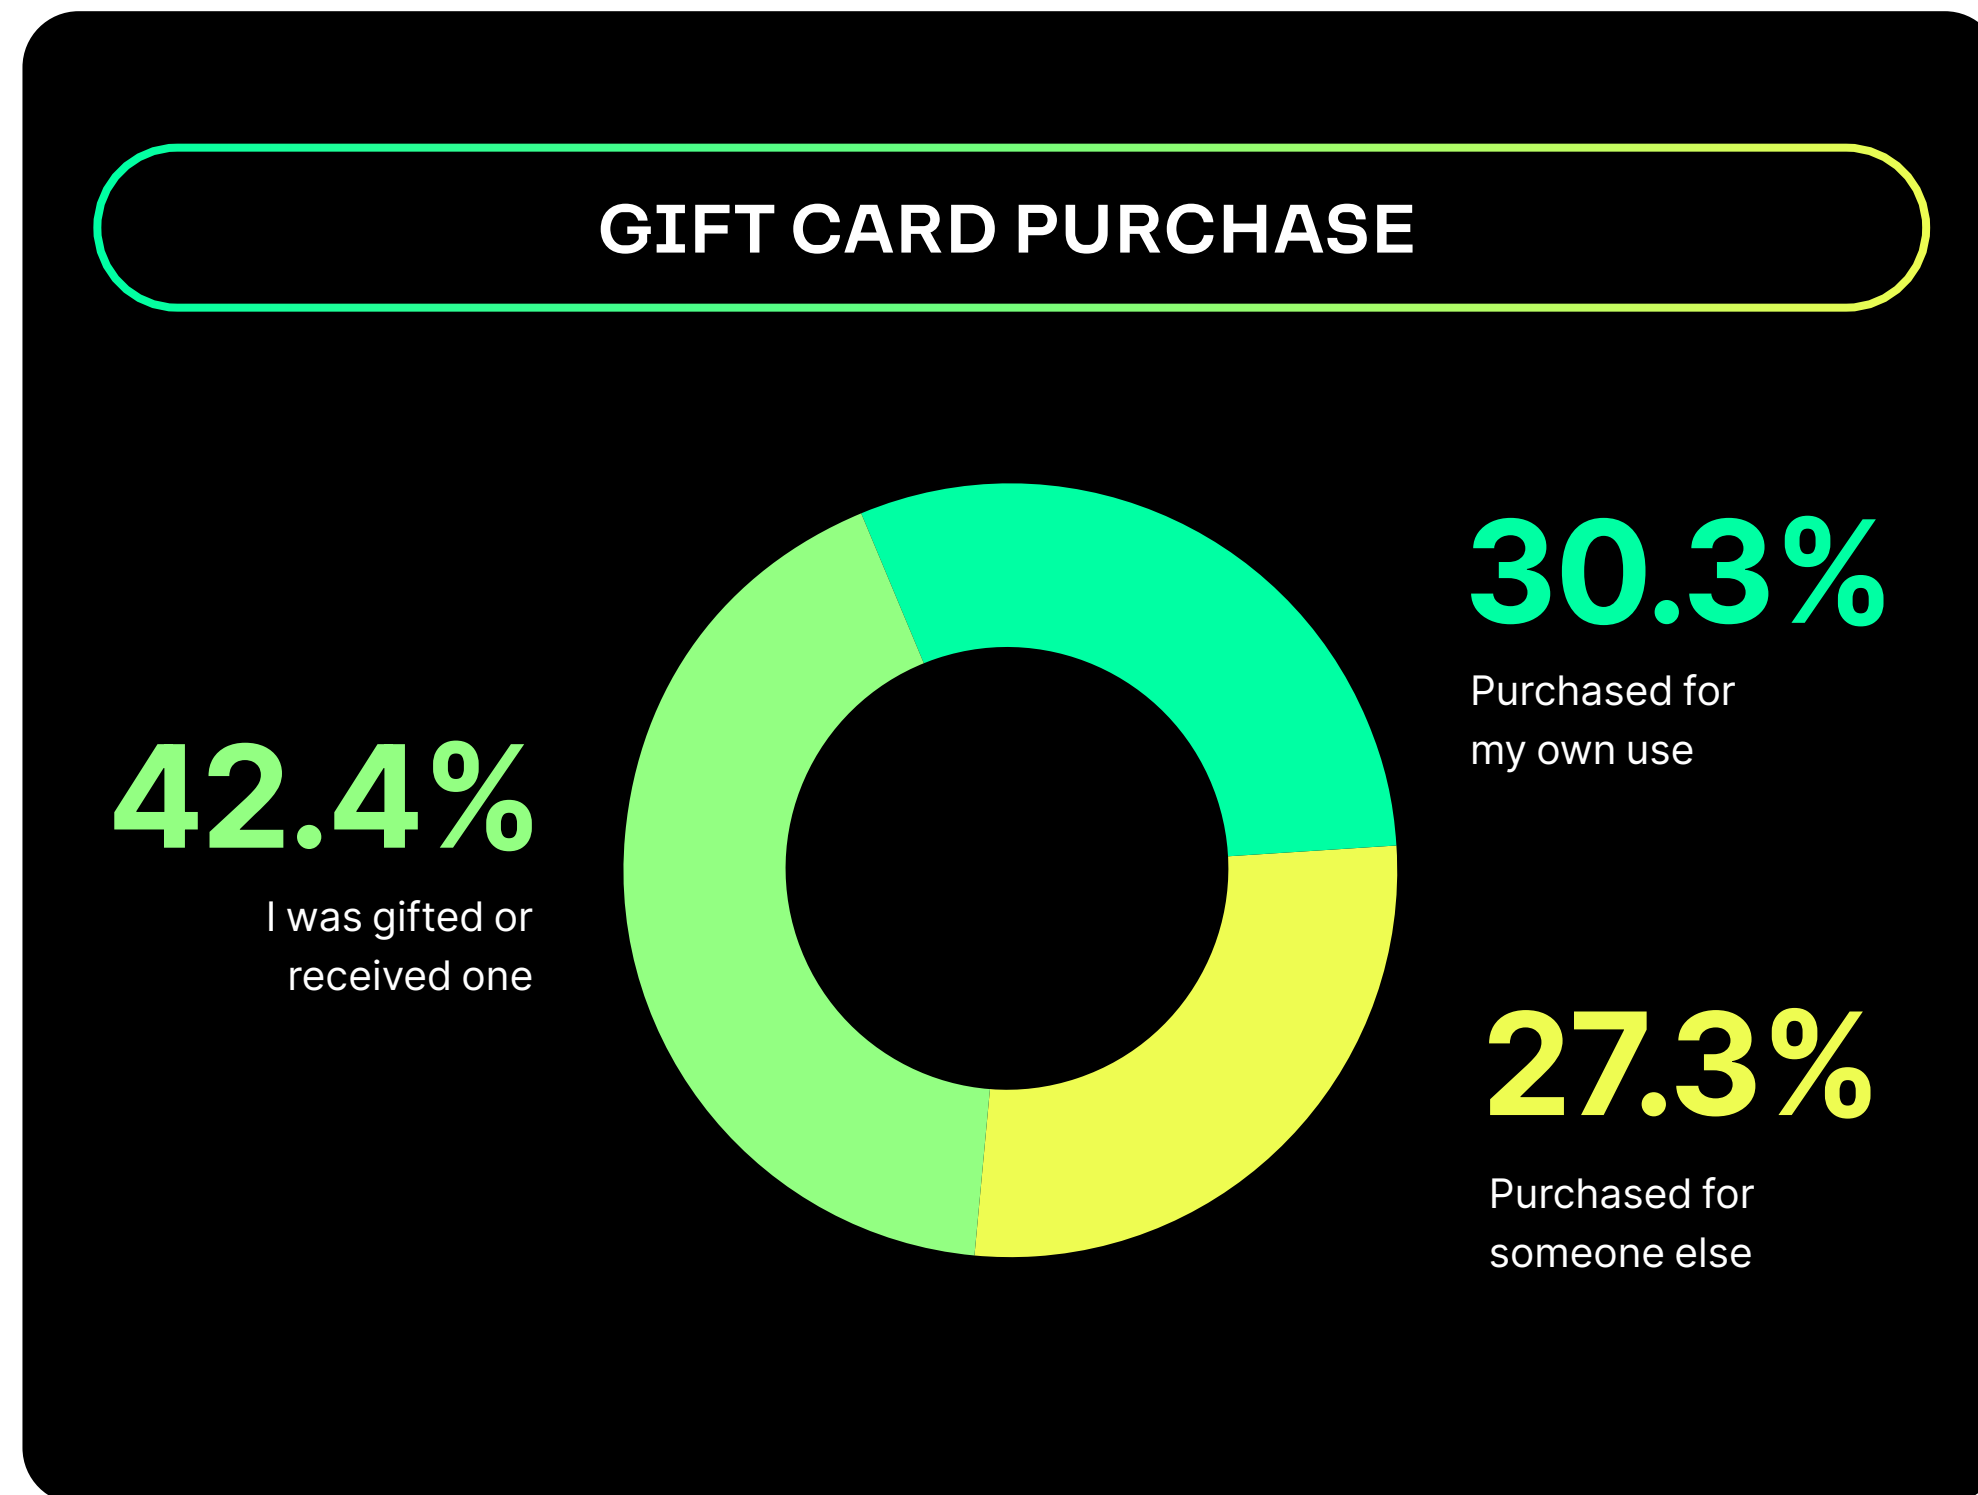 GIFT CARD PURCHASE
30.3%
Purchased for
my own use
42.4%
I was gifted or
received one
27.3%
Purchased for
someone else